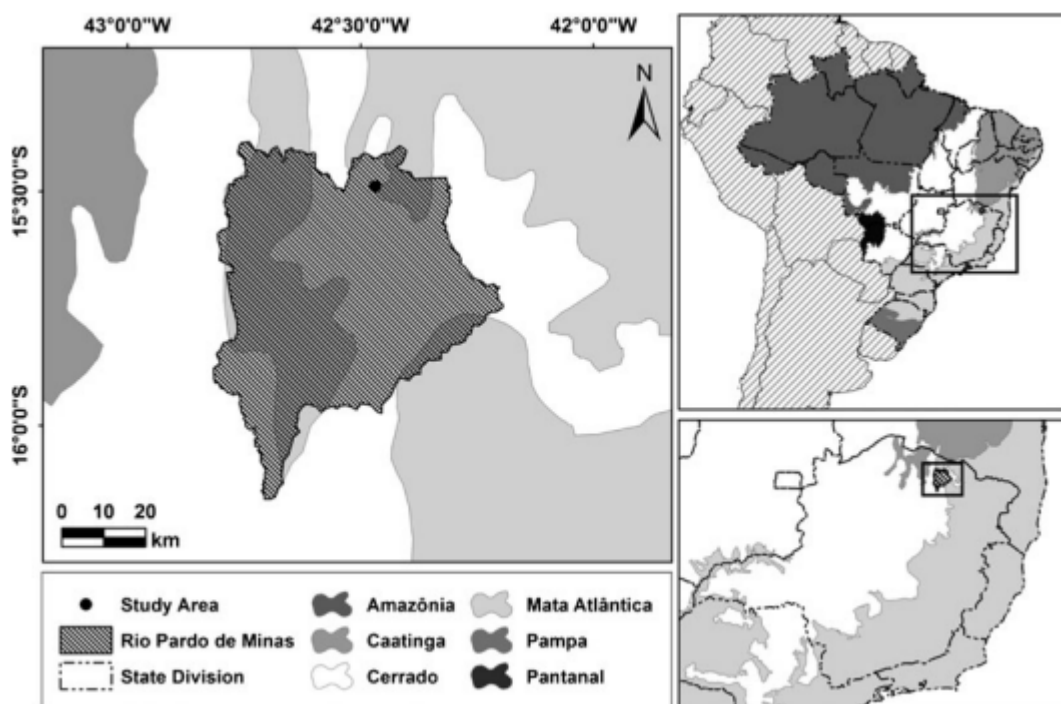 43°0'0"W 42°30'0"W 42°0'0"W
N
15°30'0"S
16°0'0"S
0 10 20
km
Study Area
Rio Pardo de Minas
State Division
Amazônia
Caatinga
Cerrado
Mata Atlântica
Pampa
Pantanal